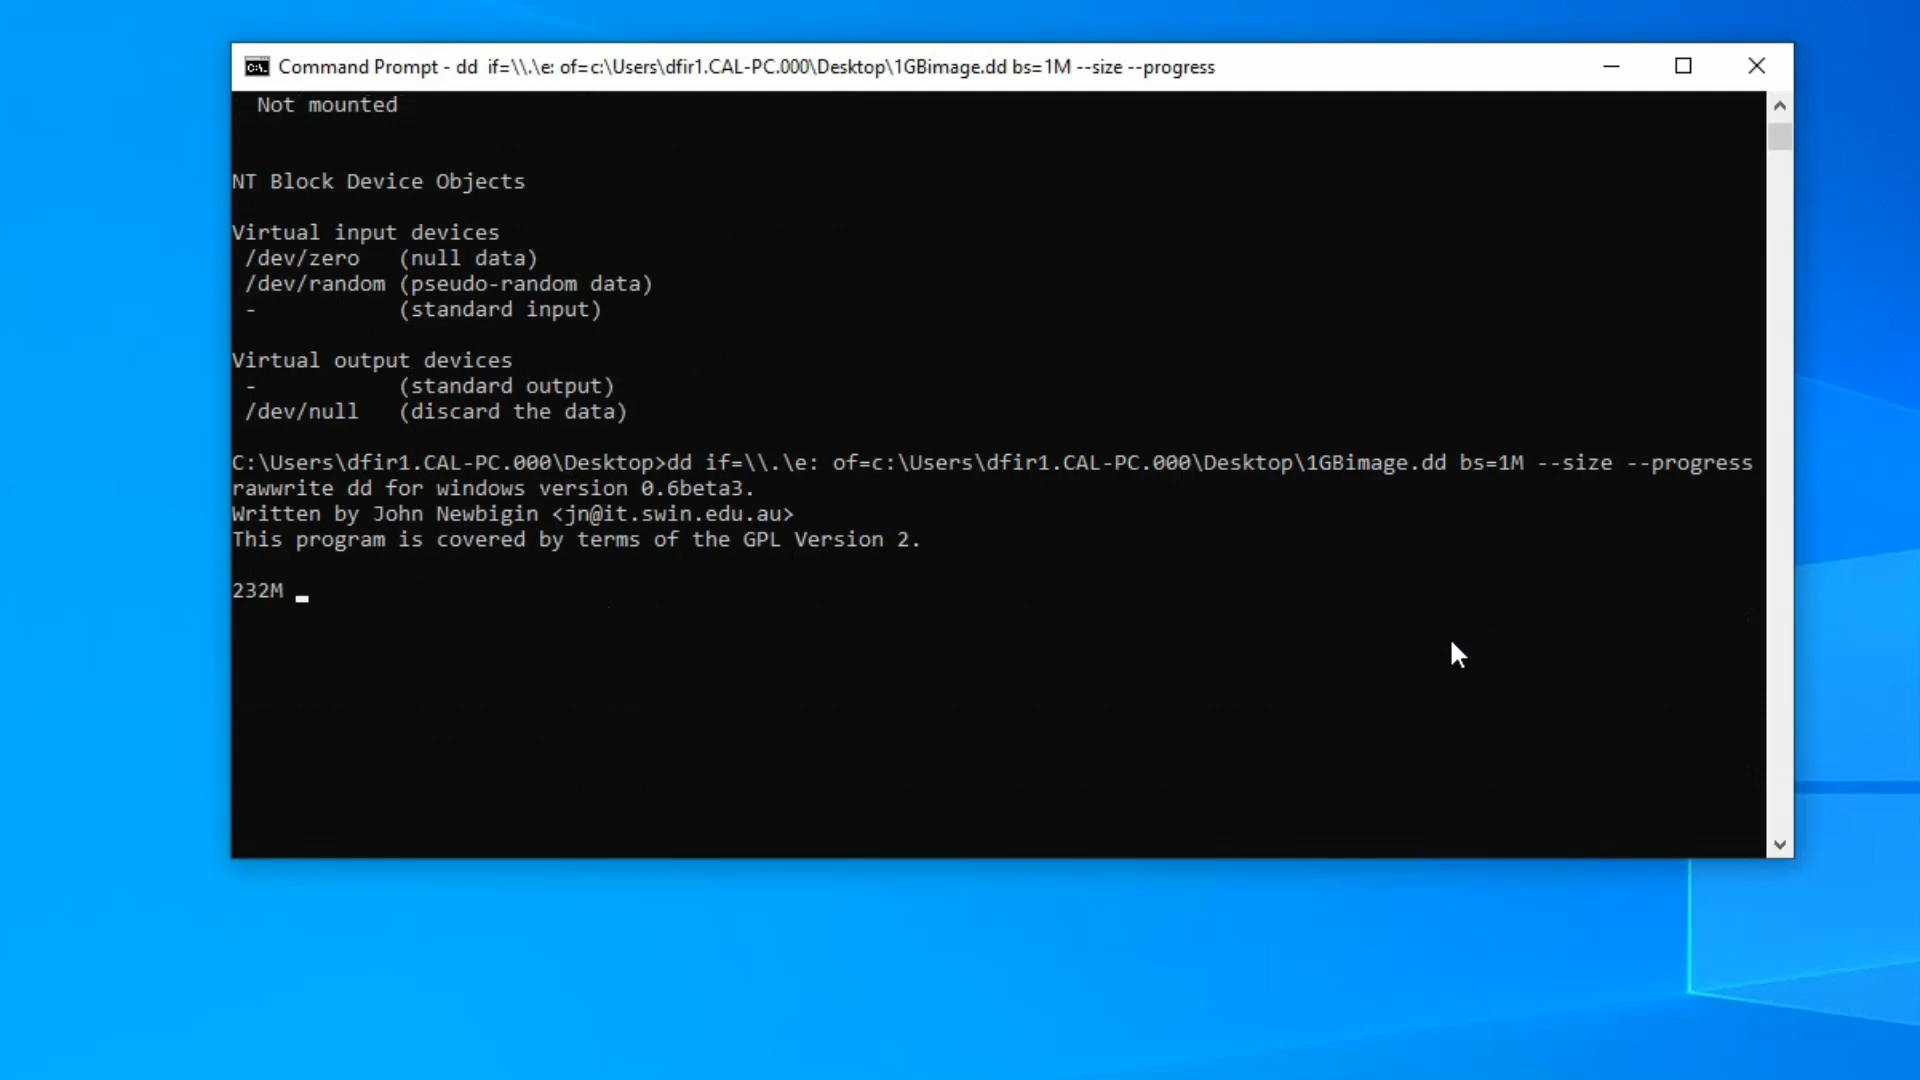 Command Prompt - dd  if=\\.\e: of=c:\Users\dfir1.CAL-PC.000\Desktop\1GBimage.dd bs=1M --size --progress
Not mounted
NT Block Device Objects
Virtual input devices
/dev/zero   (null data)
/dev/random (pseudo-random data)
-           (standard input)
Virtual output devices
-           (standard output)
/dev/null   (discard the data)
C:\Users\dfir1.CAL-PC.000\Desktop>dd if=\\.\e: of=c:\Users\dfir1.CAL-PC.000\Desktop\1GBimage.dd bs=1M --size --progress
rawwrite dd for windows version 0.6beta3.
Written by John Newbigin <jn@it.swin.edu.au>
This program is covered by terms of the GPL Version 2.
232M